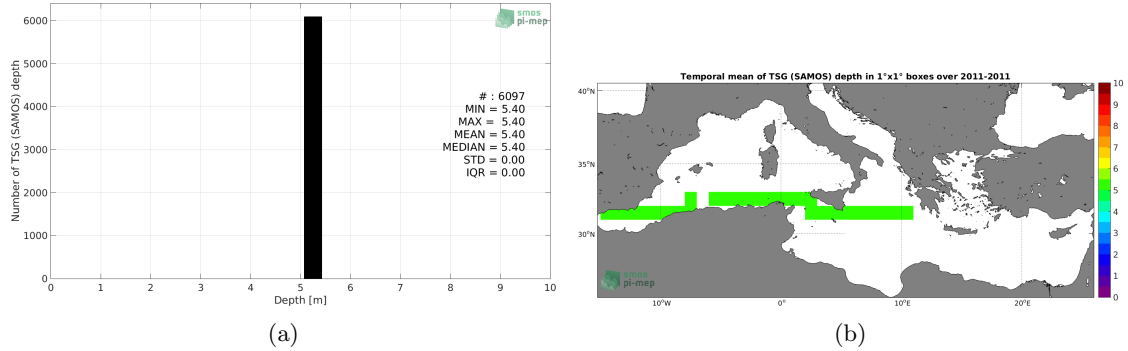 smos
pi-mep
6000
5000
4000
3000
2000
1000
0
Number of TSG (SAMOS) depth
# : 6097
MIN = 5.40
MAX = 5.40
MEAN = 5.40
MEDIAN = 5.40
STD = 0.00
IQR = 0.00
0 1 2 3 4 5 6 7 8 9 10
Depth [m]
(a)
Temporal mean of TSG (SAMOS) depth in 1°x1° boxes over 2011-2011
40°N
35°N
30°N
10°W 0° 10°E 20°E
smos
pi-mep
10
9
8
7
6
5
4
3
2
1
0
(b)